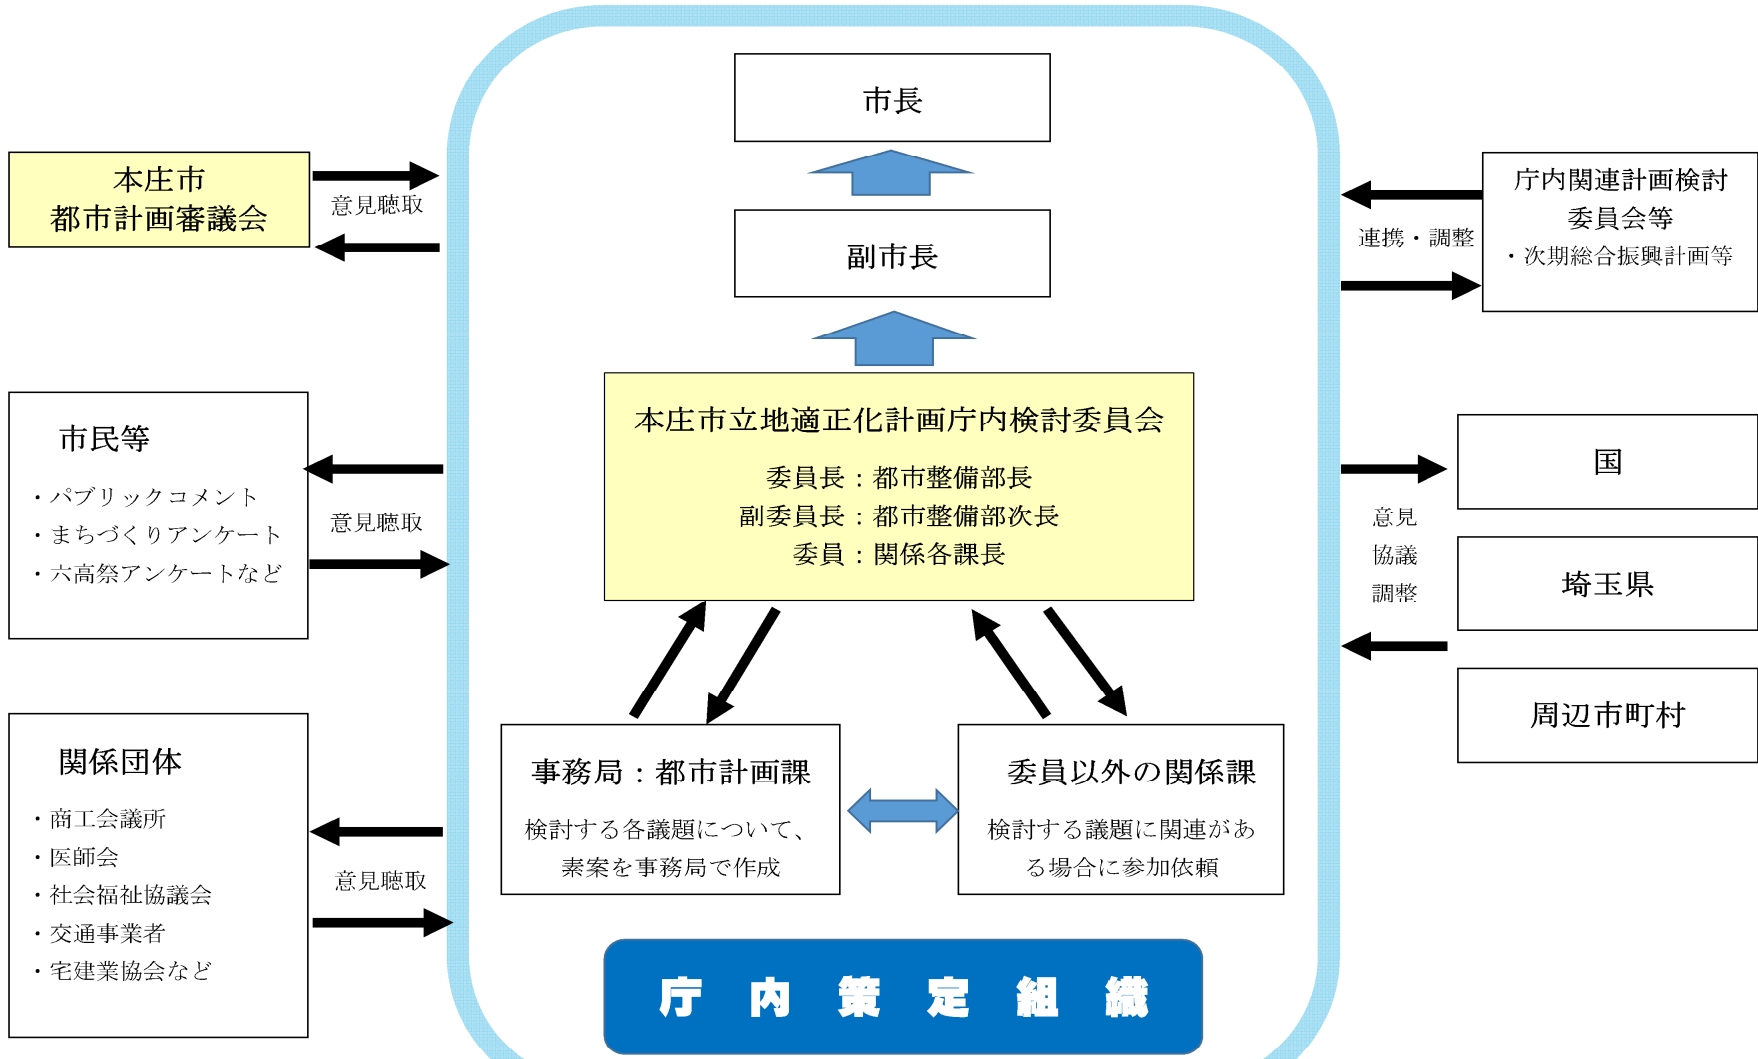 市長
副市長
本庄市立地適正化計画庁内検討委員会
委員長：都市整備部長
副委員長：都市整備部次長
委員：関係各課長
事務局：都市計画課
検討する各議題について、
素案を事務局で作成
委員以外の関係課
検討する議題に関連があ
る場合に参加依頼
庁内策定組織
本庄市
都市計画審議会
意見聴取
市民等
・パブリックコメント
・まちづくりアンケート
・六高祭アンケートなど
意見聴取
関係団体
・商工会議所
・医師会
・社会福祉協議会
・交通事業者
・宅建業協会など
意見聴取
庁内関連計画検討
委員会等
・次期総合振興計画等
連携・調整
国
埼玉県
周辺市町村
意見
協議
調整